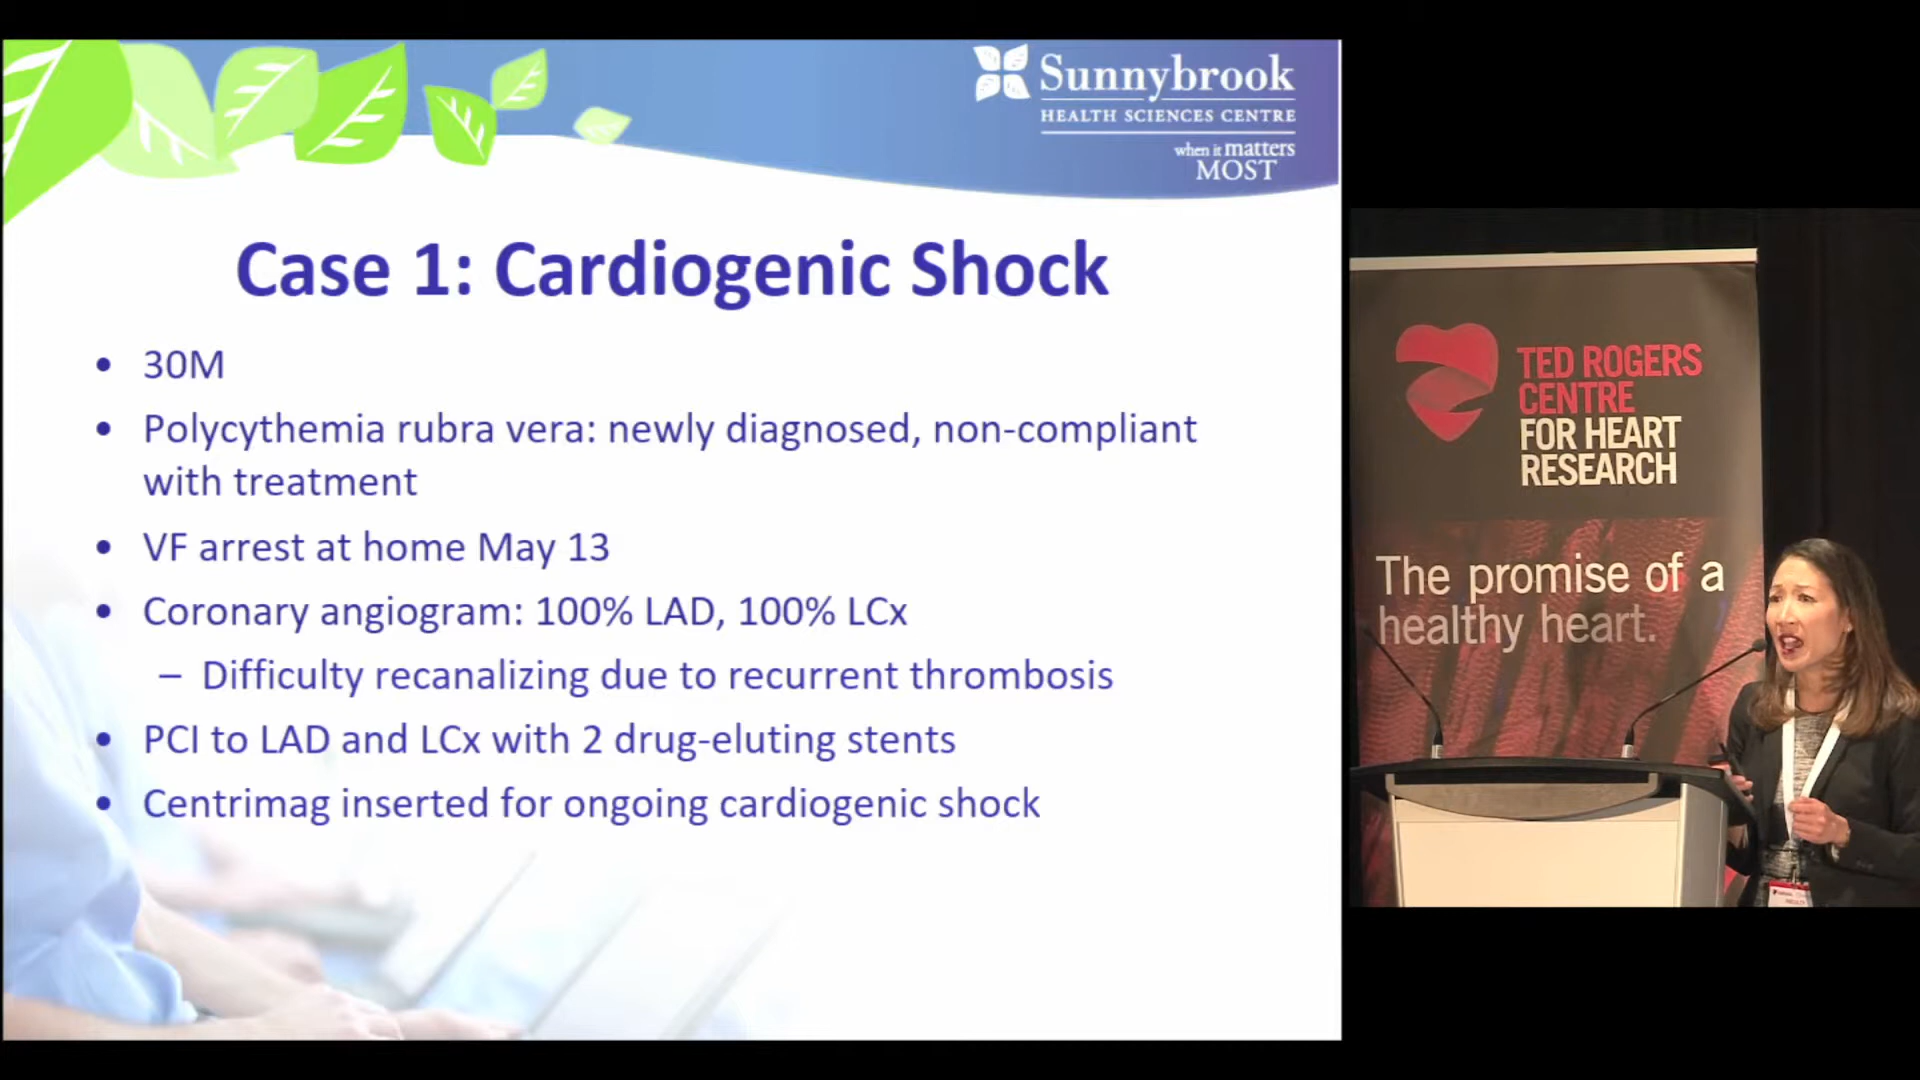 Sunnybrook
HEALTH SCIENCES CENTRE
when it matters
MOST
Case 1: Cardiogenic Shock
• 30M
• Polycythemia rubra vera: newly diagnosed, non-compliant
with treatment
• VF arrest at home May 13
• Coronary angiogram: 100% LAD, 100% LCx
– Difficulty recanalizing due to recurrent thrombosis
• PCI to LAD and LCx with 2 drug-eluting stents
• Centrimag inserted for ongoing cardiogenic shock
TED ROGERS
CENTRE
FOR HEART
RESEARCH
The promise of a
healthy heart.